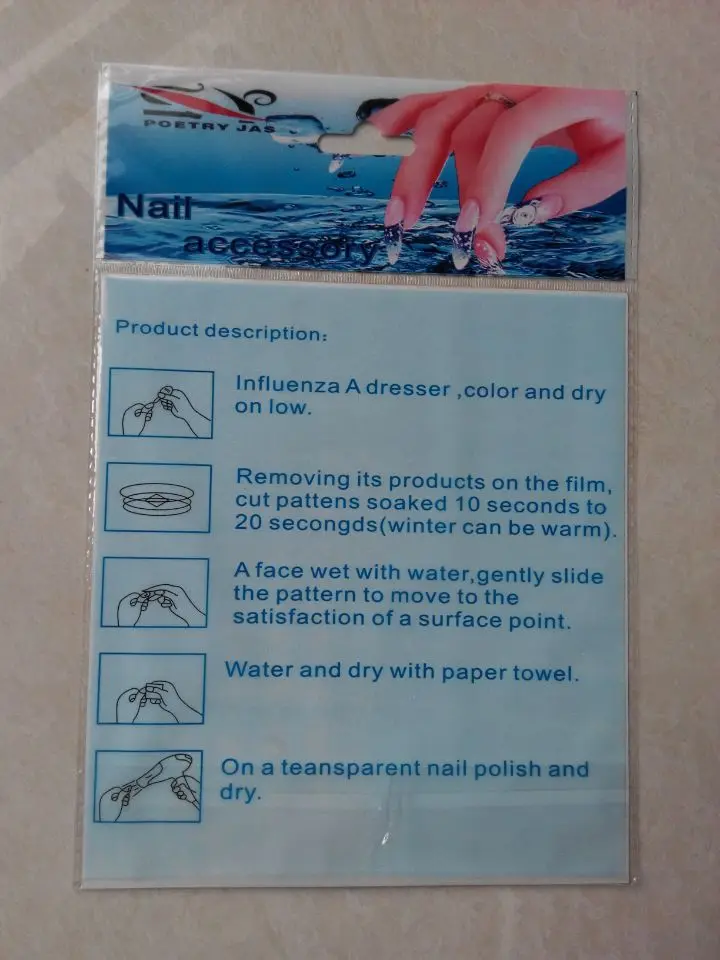 POETRY JAS
Nail
accessory
Product description:
Influenza A dresser ,color and dry
on low.
Removing its products on the film,
cut pattens soaked 10 seconds to
20 secongds(winter can be warm).
A face wet with water,gently slide
the pattern to move to the
satisfaction of a surface point.
Water and dry with paper towel.
On a teansparent nail polish and
dry.